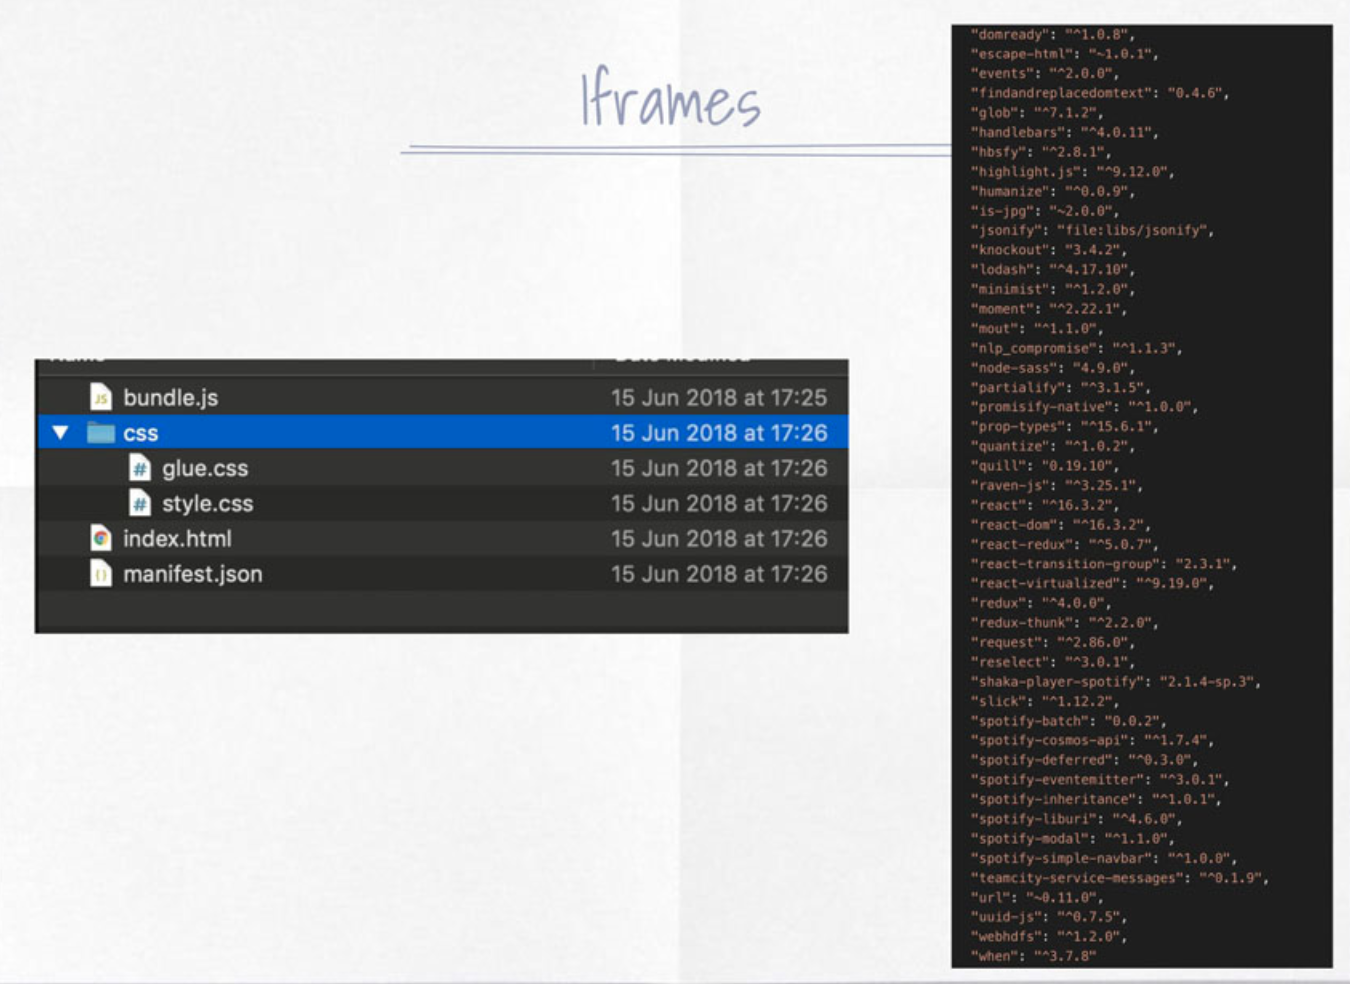 Iframes
bundle.js 15 Jun 2018 at 17:25
css 15 Jun 2018 at 17:26
glue.css 15 Jun 2018 at 17:26
style.css 15 Jun 2018 at 17:26
index.html 15 Jun 2018 at 17:26
manifest.json 15 Jun 2018 at 17:26
"domready": "^1.0.8",
"escape-html": "~1.0.1",
"events": "^2.0.0",
"findandreplacedomtext": "0.4.6",
"glob": "^7.1.2",
"handlebars": "^4.0.11",
"hbsfy": "^2.8.1",
"highlight.js": "^9.12.0",
"humanize": "^0.0.9",
"is-jpg": "~2.0.0",
"jsonify": "file:libs/jsonify",
"knockout": "3.4.2",
"lodash": "^4.17.10",
"minimist": "^1.2.0",
"moment": "^2.22.1",
"mout": "^1.1.0",
"nlp_compromise": "^1.1.3",
"node-sass": "4.9.0",
"partialify": "^3.1.5",
"promisify-native": "^1.0.0",
"prop-types": "^15.6.1",
"quantize": "^1.0.2",
"quill": "0.19.10",
"raven-js": "^3.25.1",
"react": "^16.3.2",
"react-dom": "^16.3.2",
"react-redux": "^5.0.7",
"react-transition-group": "2.3.1",
"react-virtualized": "^9.19.0",
"redux": "^4.0.0",
"redux-thunk": "^2.2.0",
"request": "^2.86.0",
"reselect": "^3.0.1",
"shaka-player-spotify": "2.1.4-sp.3",
"slick": "^1.12.2",
"spotify-batch": "0.0.2",
"spotify-cosmos-api": "^1.7.4",
"spotify-deferred": "^0.3.0",
"spotify-eventemitter": "^3.0.1",
"spotify-inheritance": "^1.0.1",
"spotify-liburi": "^4.6.0",
"spotify-modal": "^1.1.0",
"spotify-simple-navbar": "^1.0.0",
"teamcity-service-messages": "^0.1.9",
"url": "~0.11.0",
"uuid-js": "^0.7.5",
"webhdfs": "^1.2.0",
"when": "^3.7.8"